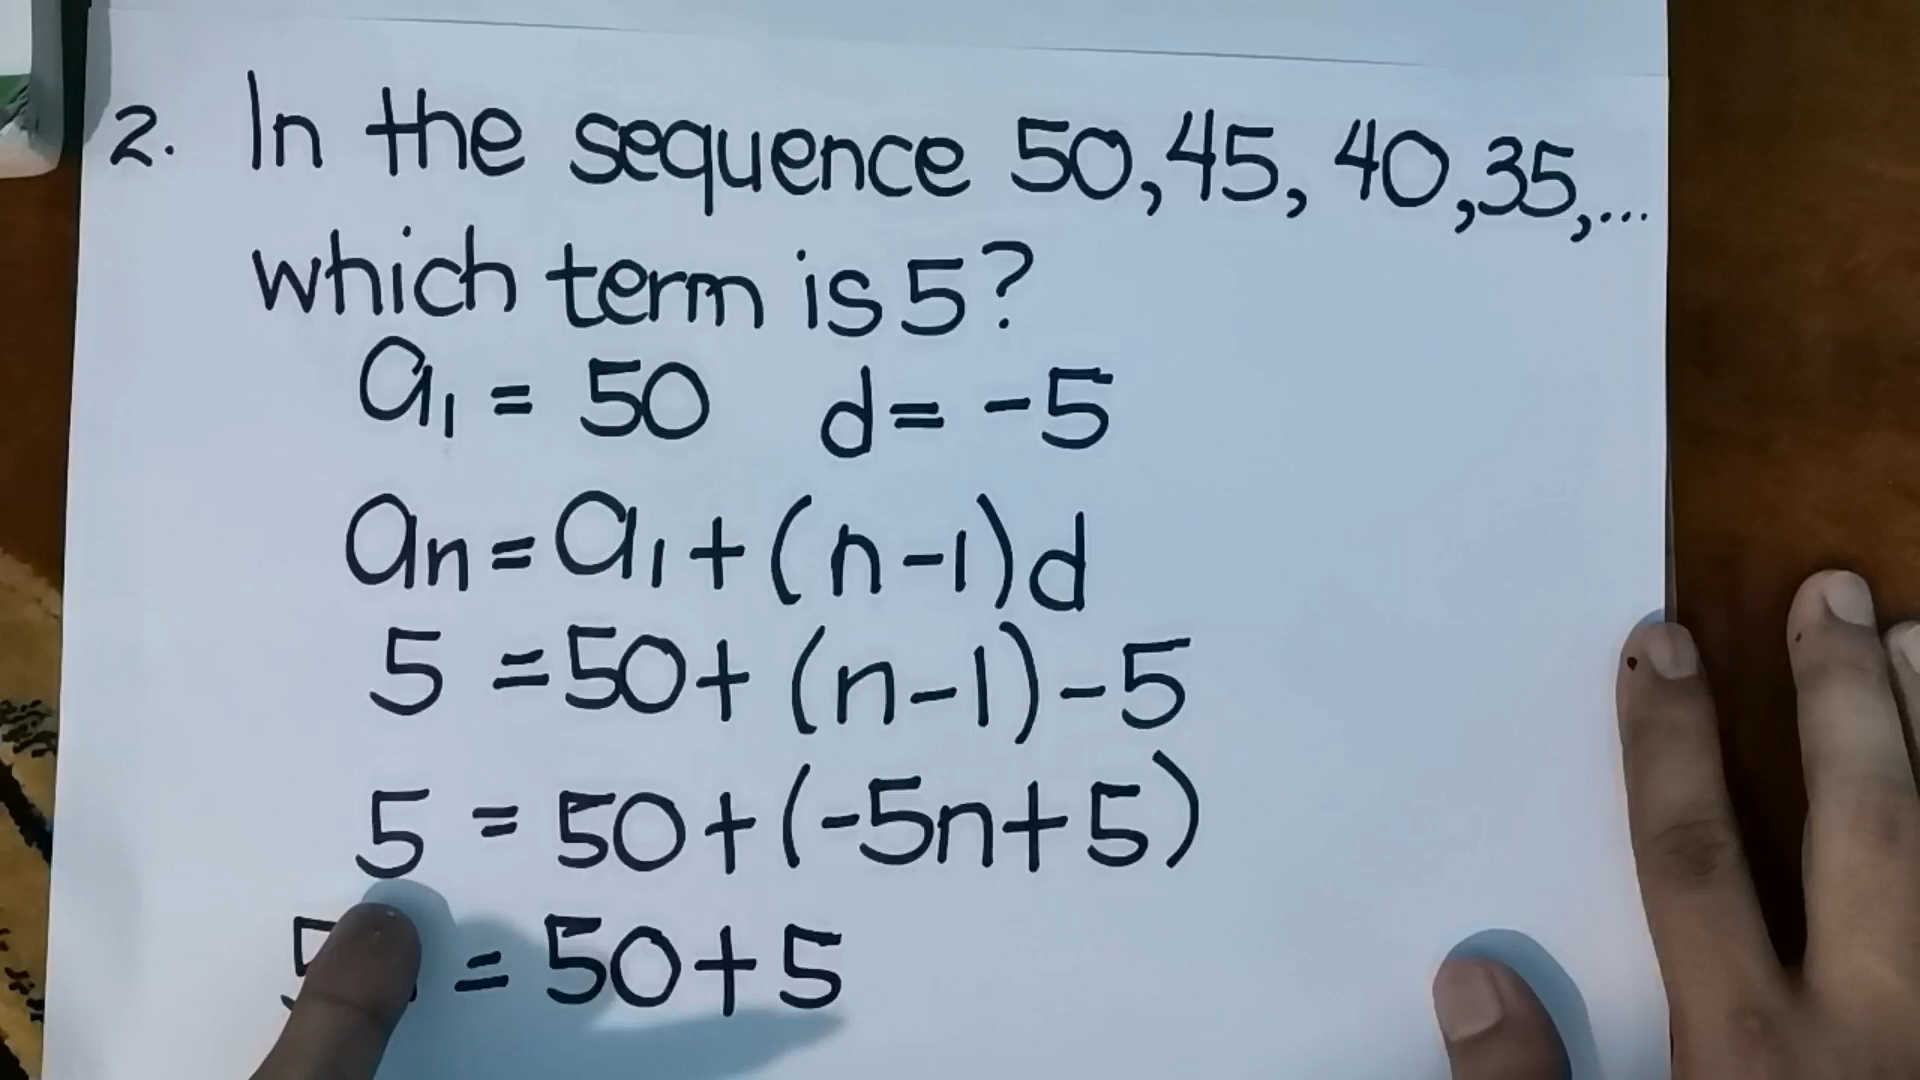 2. In the sequence 50, 45, 40, 35, ...
which term is 5?
a₁ = 50 d = -5
an = a₁ + (n-1)d
5 = 50 + (n-1) -5
5 = 50 + (-5n+5)
= 50+5